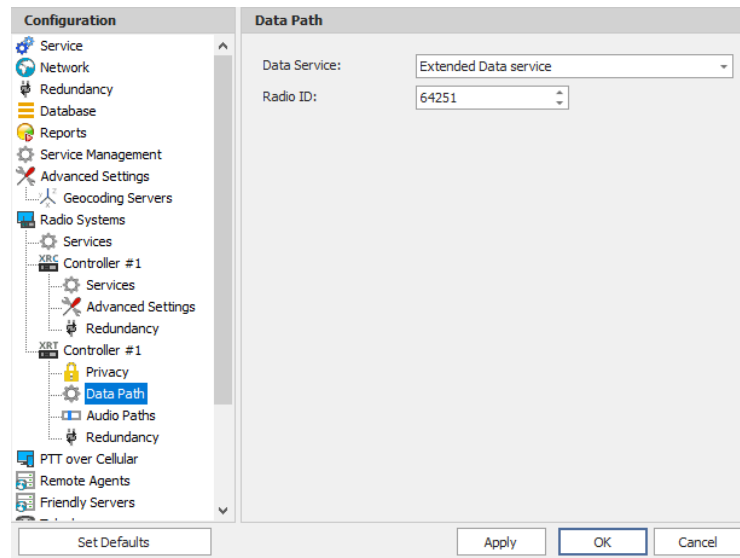 Configuration
Service
Network
Redundancy
Database
Reports
Service Management
Advanced Settings
Geocoding Servers
Radio Systems
Services
XRC Controller #1
Services
Advanced Settings
Redundancy
XRT Controller #1
Privacy
Data Path
Audio Paths
Redundancy
PTT over Cellular
Remote Agents
Friendly Servers
Set Defaults
Data Path
Data Service: Extended Data service
Radio ID: 64251
Apply OK Cancel